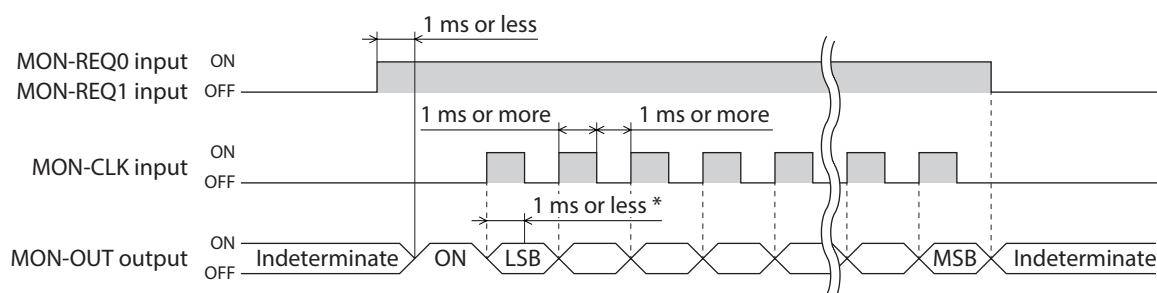 1 ms or less
MON-REQ0 input ON
MON-REQ1 input OFF
1 ms or more 1 ms or more
MON-CLK input ON
OFF
1 ms or less *
MON-OUT output ON
OFF
Indeterminate ON LSB MSB Indeterminate